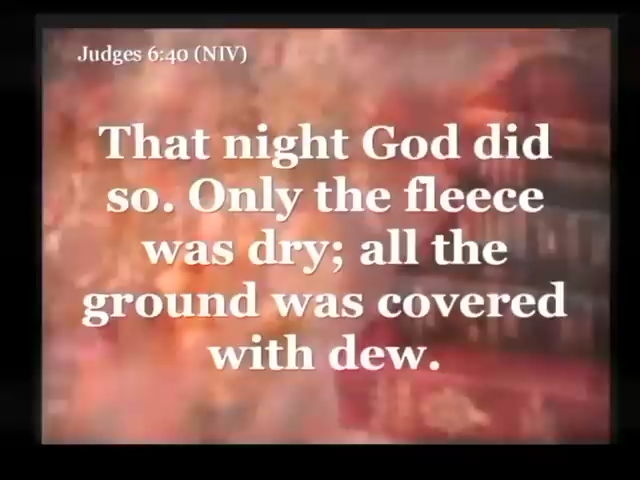 Judges 6:40 (NIV)
That night God did
so. Only the fleece
was dry; all the
ground was covered
with dew.